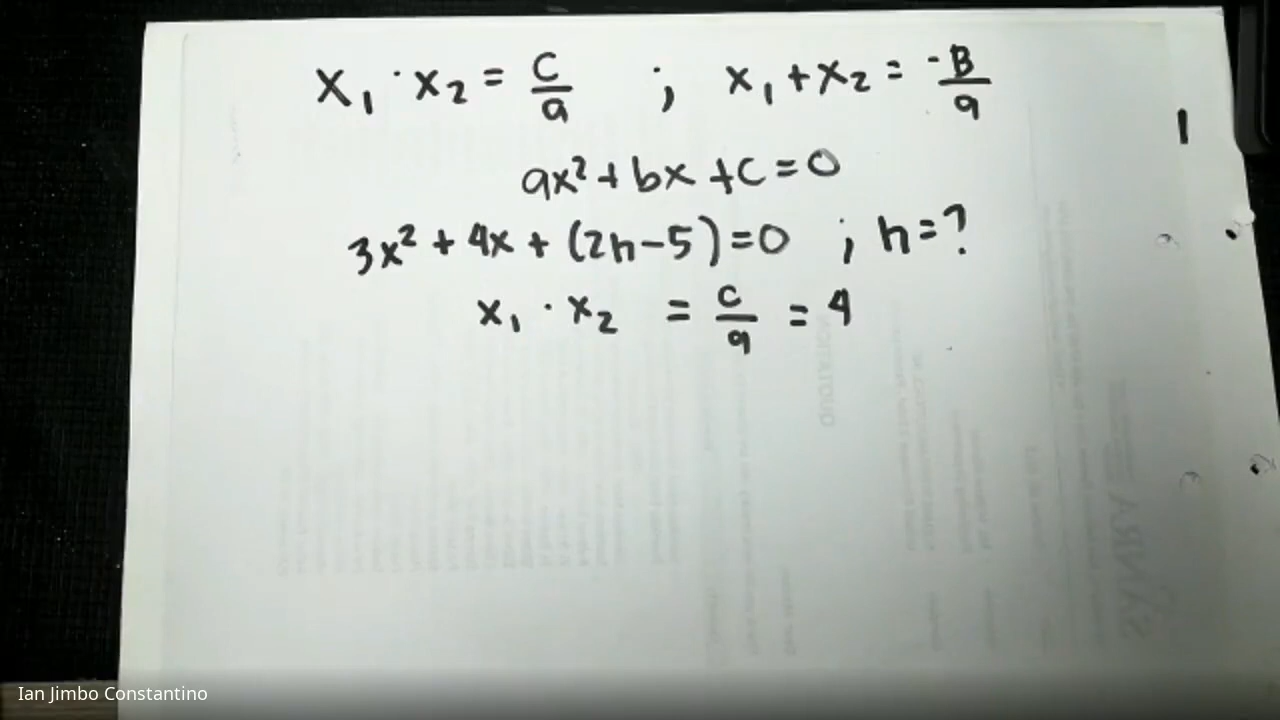 x₁ · x₂ = c/a ; x₁ + x₂ = -B/a
1
ax² + bx + c = 0
3x² + 4x + (2h-5) = 0 ; h = ?
x₁ · x₂ = c/a = 4
Ian Jimbo Constantino